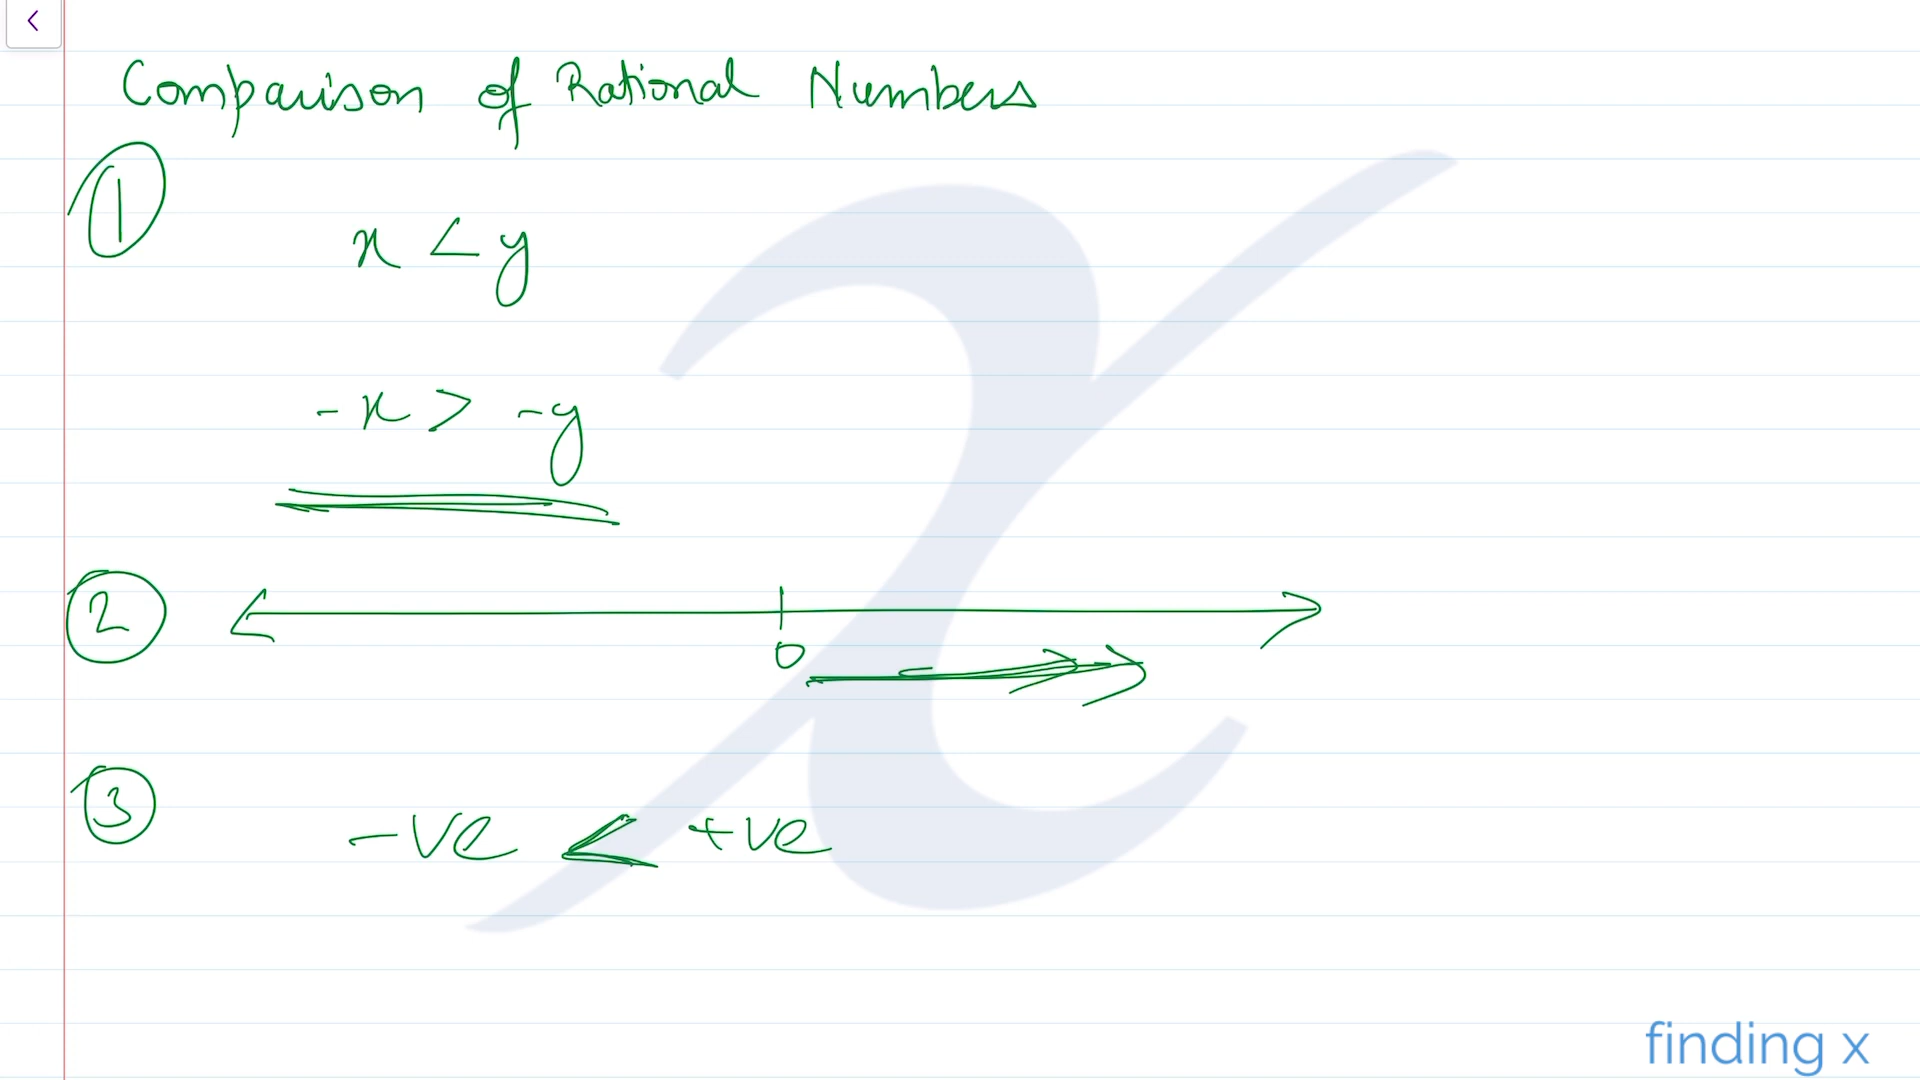 Comparison of Rational Numbers
1
x < y
-x > -y
2
0
3
-ve < +ve
finding x